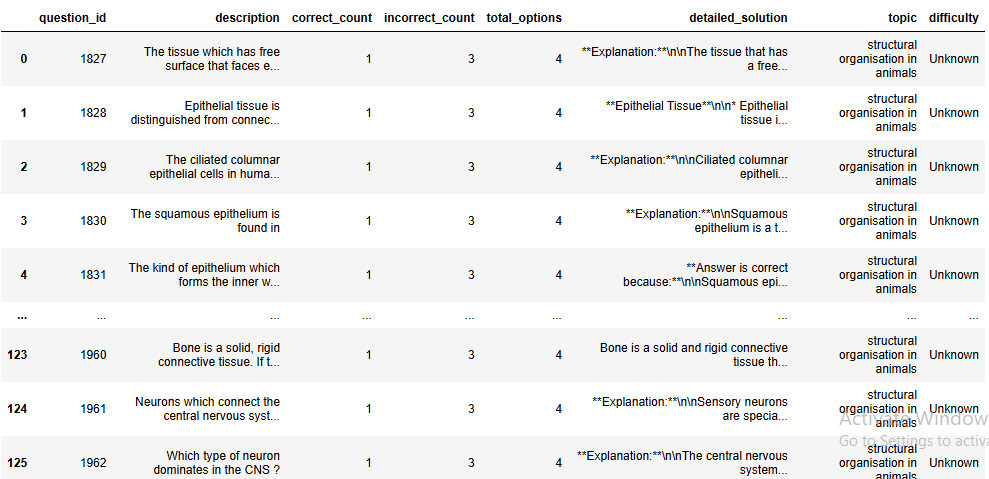 question_id description correct_count incorrect_count total_options detailed_solution topic difficulty
0 1827 The tissue which has free surface that faces e... 1 3 4 **Explanation:**\n\nThe tissue that has a free... structural organisation in animals Unknown
1 1828 Epithelial tissue is distinguished from connec... 1 3 4 **Epithelial Tissue**\n\n* Epithelial tissue i... structural organisation in animals Unknown
2 1829 The ciliated columnar epithelial cells in huma... 1 3 4 **Explanation:**\n\nCiliated columnar epitheli... structural organisation in animals Unknown
3 1830 The squamous epithelium is found in 1 3 4 **Explanation:**\n\nSquamous epithelium is a t... structural organisation in animals Unknown
4 1831 The kind of epithelium which forms the inner w... 1 3 4 **Answer is correct because:**\n\nSquamous epi... structural organisation in animals Unknown
... ... ... ... ... ... ... ... ...
123 1960 Bone is a solid, rigid connective tissue. If t... 1 3 4 Bone is a solid and rigid connective tissue th... structural organisation in animals Unknown
124 1961 Neurons which connect the central nervous syst... 1 3 4 **Explanation:**\n\nSensory neurons are specia... structural organisation in animals Unknown
125 1962 Which type of neuron dominates in the CNS ? 1 3 4 **Explanation:**\n\nThe central nervous system... structural organisation in animals Unknown
Activate Window
Go to Settings to activa